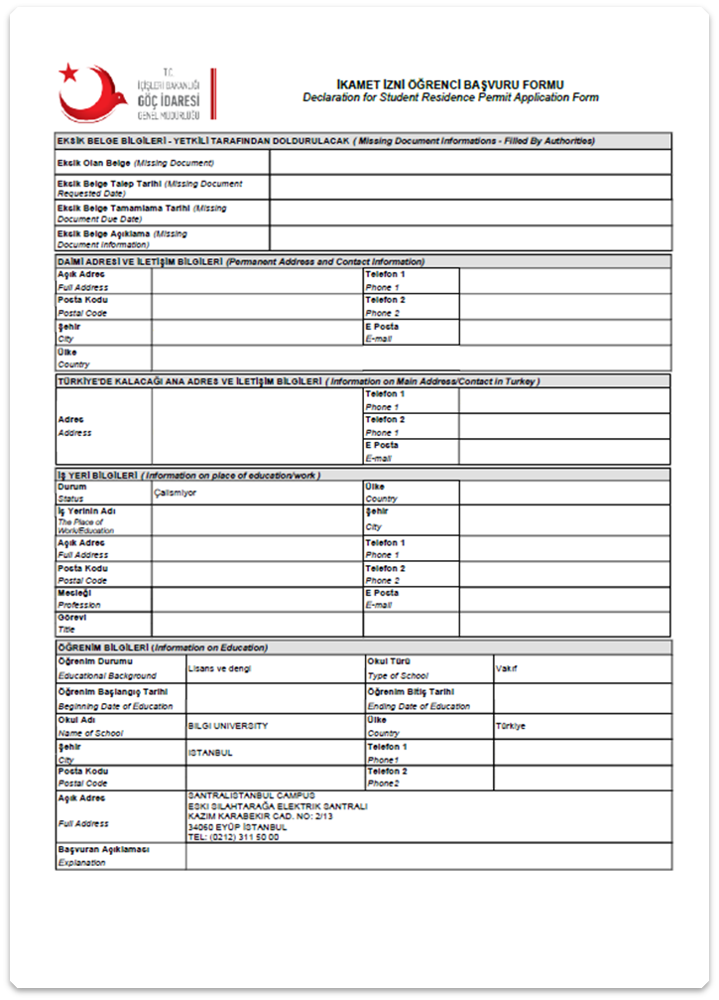 T.C.
İÇİŞLERİ BAKANLIĞI
GÖÇ İDARESİ
GENEL MÜDÜRLÜĞÜ
İKAMET İZNİ ÖĞRENCİ BAŞVURU FORMU
Declaration for Student Residence Permit Application Form
EKSİK BELGE BİLGİLERİ - YETKİLİ TARAFINDAN DOLDURULACAK ( Missing Document Informations - Filled By Authorities)
Eksik Olan Belge (Missing Document)
Eksik Belge Talep Tarihi (Missing Document
Requested Date)
Eksik Belge Tamamlama Tarihi (Missing
Document Due Date)
Eksik Belge Açıklama (Missing
Document Information)
DAİMİ ADRESİ VE İLETİŞİM BİLGİLERİ (Permanent Address and Contact Information)
Açık Adres Telefon 1
Full Address Phone 1
Posta Kodu Telefon 2
Postal Code Phone 2
Şehir E Posta
City E-mail
Ülke
Country
TÜRKİYE'DE KALACAĞI ANA ADRES VE İLETİŞİM BİLGİLERİ ( Information on Main Address/Contact in Turkey )
Telefon 1
Phone 1
Adres Telefon 2
Address Phone 1
E Posta
E-mail
İŞ YERİ BİLGİLERİ ( Information on place of education/work )
Durum Çalismiyor Ülke
Status Country
İş Yerinin Adı Şehir
The Place of
Work/Education City
Açık Adres Telefon 1
Full Address Phone 1
Posta Kodu Telefon 2
Postal Code Phone 2
Mesleği E Posta
Profession E-mail
Görevi
Title
ÖĞRENİM BİLGİLERİ (Information on Education)
Öğrenim Durumu Lisans ve dengi Okul Türü Vakıf
Educational Background Type of School
Öğrenim Başlangış Tarihi Öğrenim Bitiş Tarihi
Beginning Date of Education Ending Date of Education
Okul Adı BILGI UNIVERSITY Ülke Türkiye
Name of School Country
Şehir ISTANBUL Telefon 1
City Phone1
Posta Kodu Telefon 2
Postal Code Phone2
Açık Adres SANTRALISTANBUL CAMPUS
ESKI SILAHTARAĞA ELEKTRIK SANTRALI
KAZIM KARABEKIR CAD. NO: 2/13
Full Address 34060 EYÜP İSTANBUL
TEL: (0212) 311 50 00
Başvuran Açıklaması
Explanation